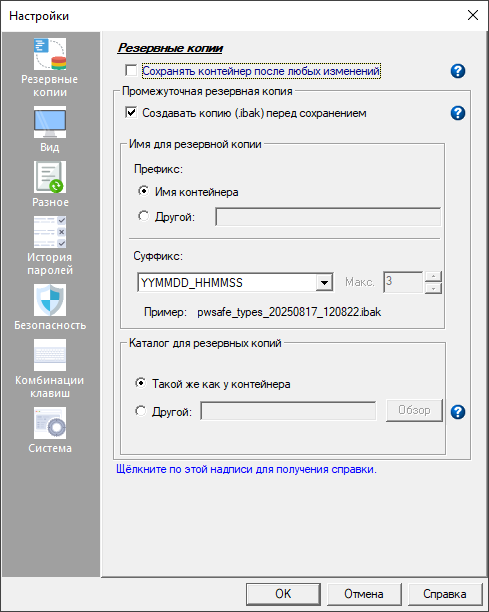 Настройки
Резервные
копии
Вид
Разное
История
паролей
Безопасность
Комбинации
клавиш
Система
Резервные копии
Сохранять контейнер после любых изменений
Промежуточная резервная копия
Создавать копию (.ibak) перед сохранением
Имя для резервной копии
Префикс:
Имя контейнера
Другой:
Суффикс:
YYMMDD_HHMMSS
Макс.
3
Пример:
pwsafe_types_20250817_120822.ibak
Каталог для резервных копий
Такой же как у контейнера
Другой:
Обзор
Щёлкните по этой надписи для получения справки.
OK
Отмена
Справка